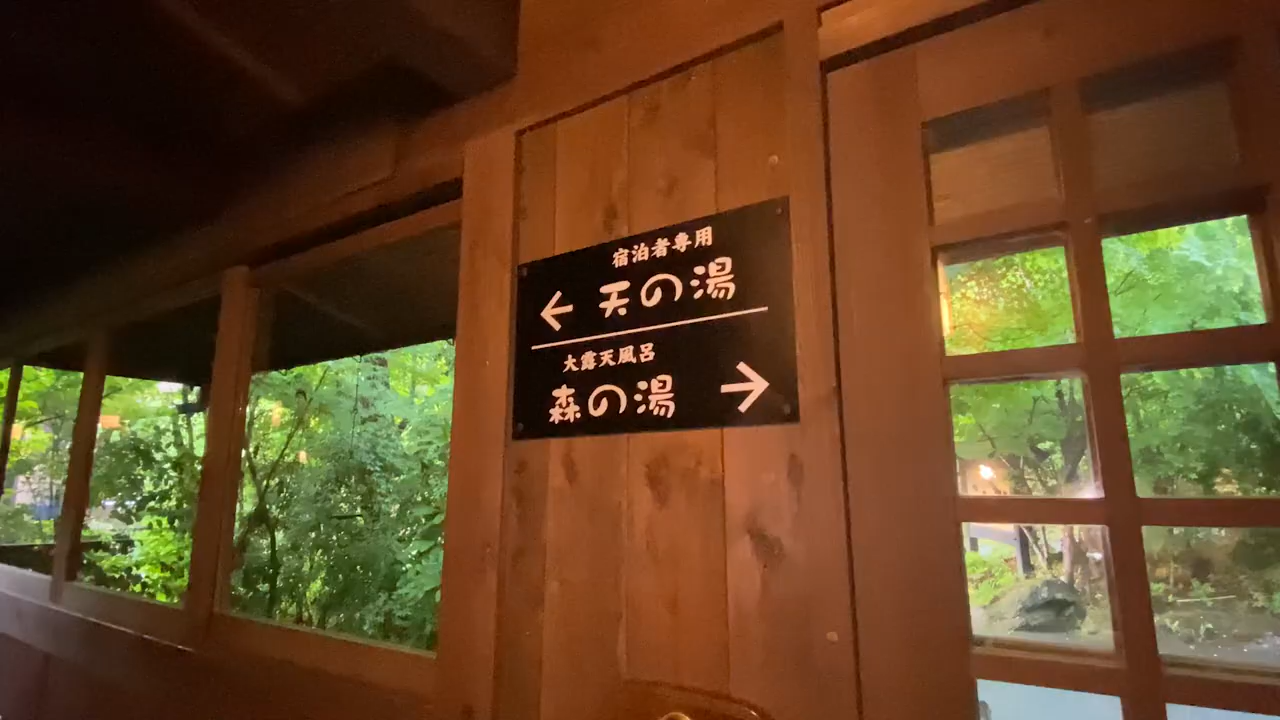 宿泊者専用
← 天の湯
大露天風呂
森の湯 →